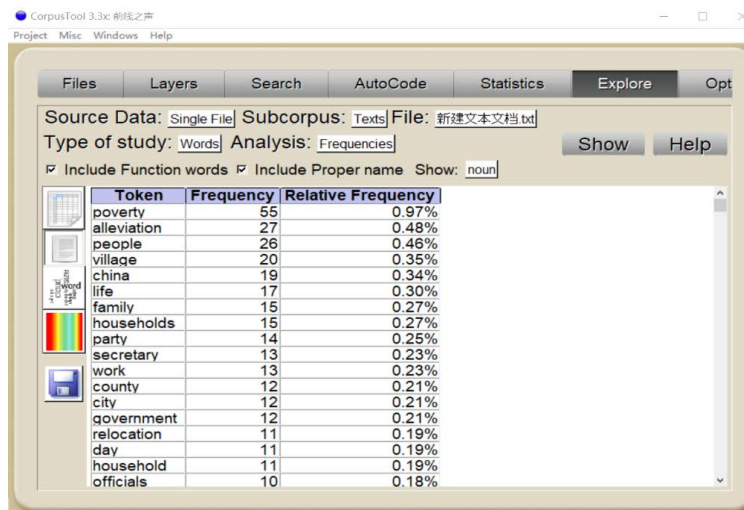 CorpusTool 3.3x: 前线之声
Project Misc Windows Help
Files Layers Search AutoCode Statistics Explore Opt
Source Data: Single File Subcorpus: Texts File: 新建文本文档.txt
Type of study: Words Analysis: Frequencies Show Help
Include Function words Include Proper name Show: noun
Token Frequency Relative Frequency
poverty 55 0.97%
alleviation 27 0.48%
people 26 0.46%
village 20 0.35%
china 19 0.34%
life 17 0.30%
family 15 0.27%
households 15 0.27%
party 14 0.25%
secretary 13 0.23%
work 13 0.23%
county 12 0.21%
city 12 0.21%
government 12 0.21%
relocation 11 0.19%
day 11 0.19%
household 11 0.19%
officials 10 0.18%
word